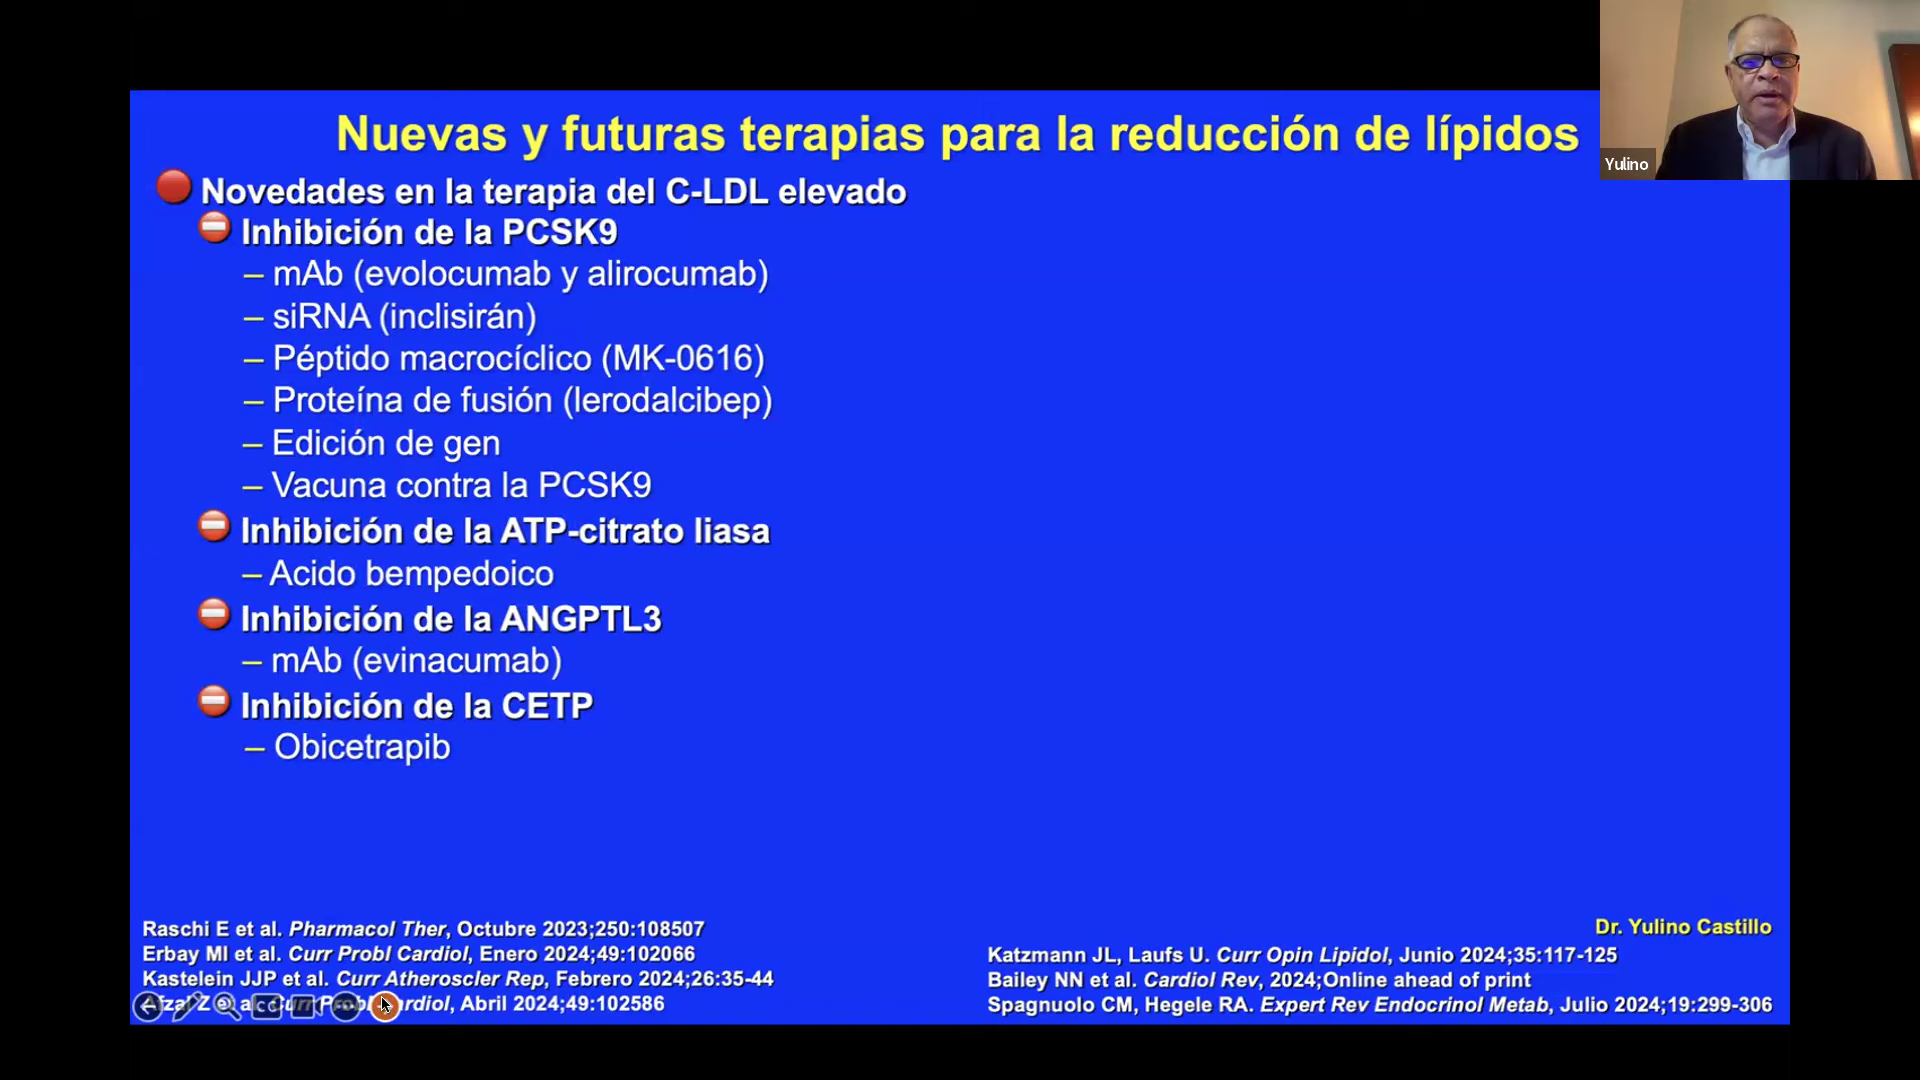 Nuevas y futuras terapias para la reducción de lípidos
Yulino
Novedades en la terapia del C-LDL elevado
Inhibición de la PCSK9
– mAb (evolocumab y alirocumab)
– siRNA (inclisirán)
– Péptido macrocíclico (MK-0616)
– Proteína de fusión (lerodalcibep)
– Edición de gen
– Vacuna contra la PCSK9
Inhibición de la ATP-citrato liasa
– Acido bempedoico
Inhibición de la ANGPTL3
– mAb (evinacumab)
Inhibición de la CETP
– Obicetrapib
Raschi E et al. Pharmacol Ther, Octubre 2023;250:108507
Erbay MI et al. Curr Probl Cardiol, Enero 2024;49:102066
Kastelein JJP et al. Curr Atheroscler Rep, Febrero 2024;26:35-44
Z Curr Probl Cardiol, Abril 2024;49:102586
Dr. Yulino Castillo
Katzmann JL, Laufs U. Curr Opin Lipidol, Junio 2024;35:117-125
Bailey NN et al. Cardiol Rev, 2024;Online ahead of print
Spagnuolo CM, Hegele RA. Expert Rev Endocrinol Metab, Julio 2024;19:299-306